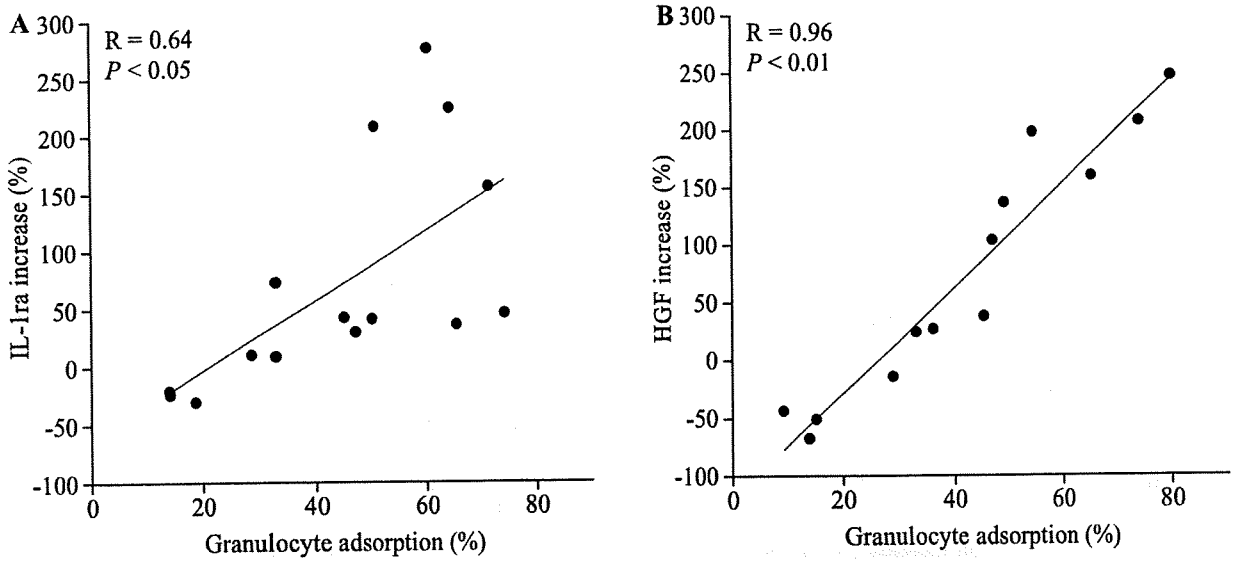 A
R = 0.64
P < 0.05
300
250
200
150
100
50
0
-50
-100
IL-1ra increase (%)
0 20 40 60 80
Granulocyte adsorption (%)
B
R = 0.96
P < 0.01
300
250
200
150
100
50
0
-50
-100
HGF increase (%)
0 20 40 60 80
Granulocyte adsorption (%)